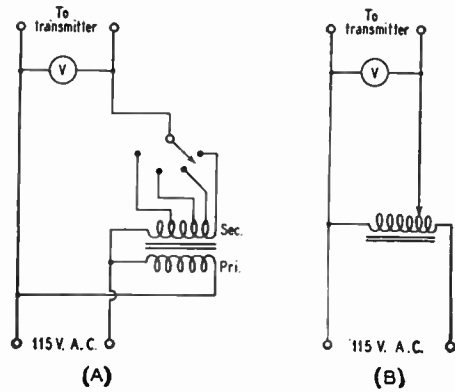 To
transmitter
V
Sec.
Pri.
115 V. A.C.
(A)
To
transmitter
V
115 V. A.C.
(B)